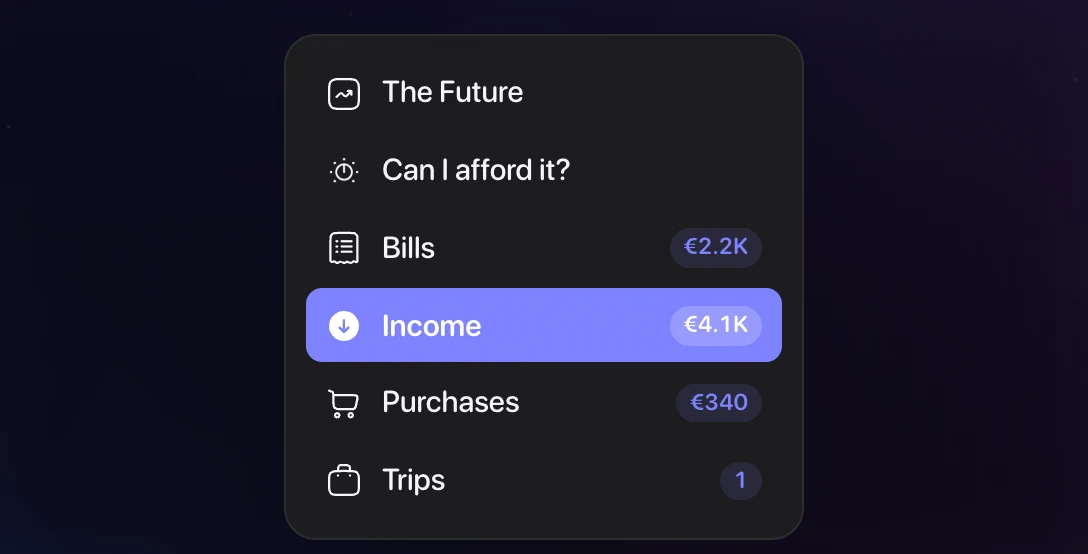 The Future
Can I afford it?
Bills €2.2K
Income €4.1K
Purchases €340
Trips 1